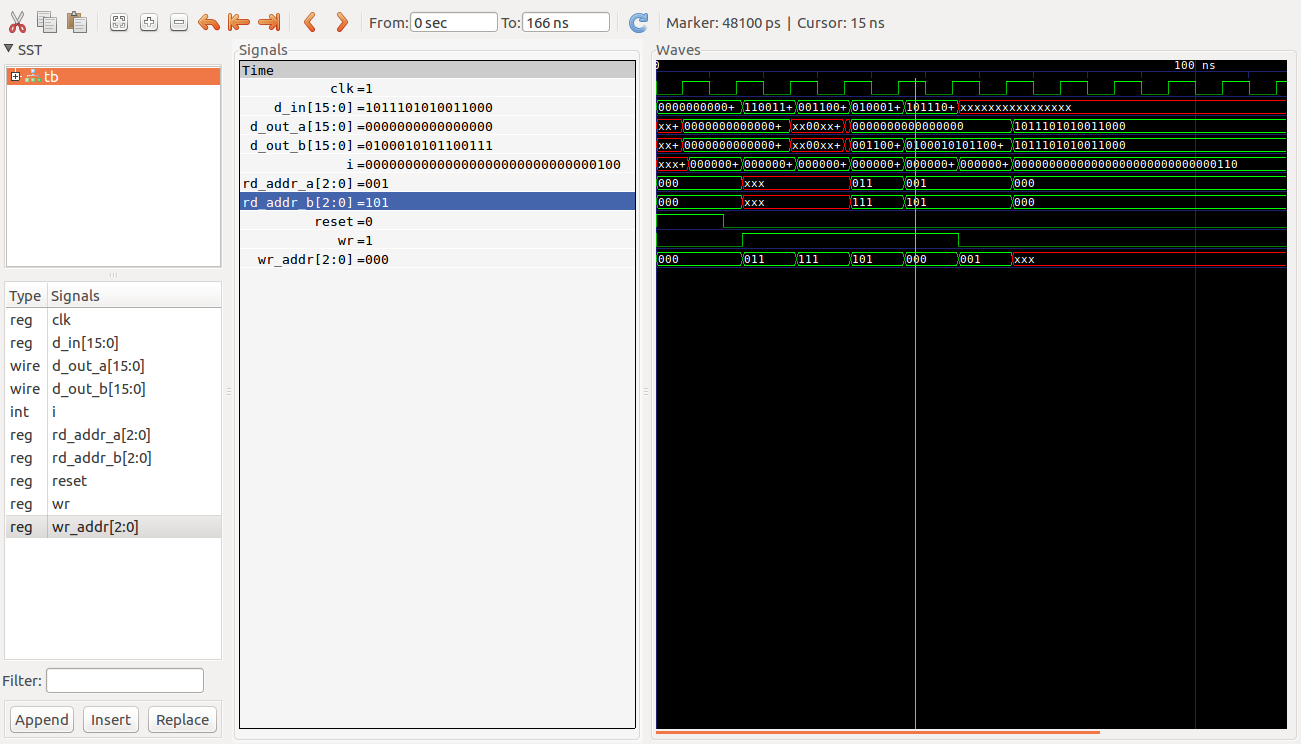 From: 0 sec To: 166 ns Marker: 48100 ps | Cursor: 15 ns
SST
tb
Type Signals
reg clk
reg d_in[15:0]
wire d_out_a[15:0]
wire d_out_b[15:0]
int i
reg rd_addr_a[2:0]
reg rd_addr_b[2:0]
reg reset
reg wr
reg wr_addr[2:0]
Filter:
Append Insert Replace
Signals
Time
clk=1
d_in[15:0]=1011101010011000
d_out_a[15:0]=0000000000000000
d_out_b[15:0]=0100010101100111
i=00000000000000000000000000000100
rd_addr_a[2:0]=001
rd_addr_b[2:0]=101
reset=0
wr=1
wr_addr[2:0]=000
Waves
0 100 ns
0000000000+ 110011+ 001100+ 010001+ 101110+ xxxxxxxxxxxxxxxx
xx+ 0000000000000+ xx00xx+ 0000000000000000 1011101010011000
xx+ 0000000000000+ xx00xx+ 001100+ 0100010101100+ 1011101010011000
xxx+ 000000+ 000000+ 000000+ 000000+ 000000+ 000000+ 00000000000000000000000000000110
000 xxx 011 001 000
000 xxx 111 101 000
000 011 111 101 000 001 xxx